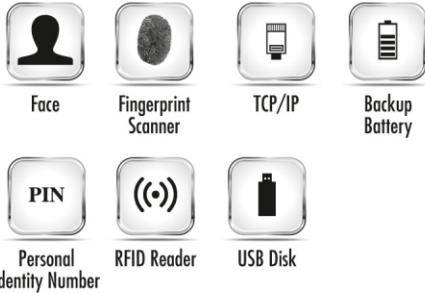 Face
Fingerprint
Scanner
TCP/IP
Backup
Battery
PIN
Personal
dentity Number
RFID Reader
USB Disk